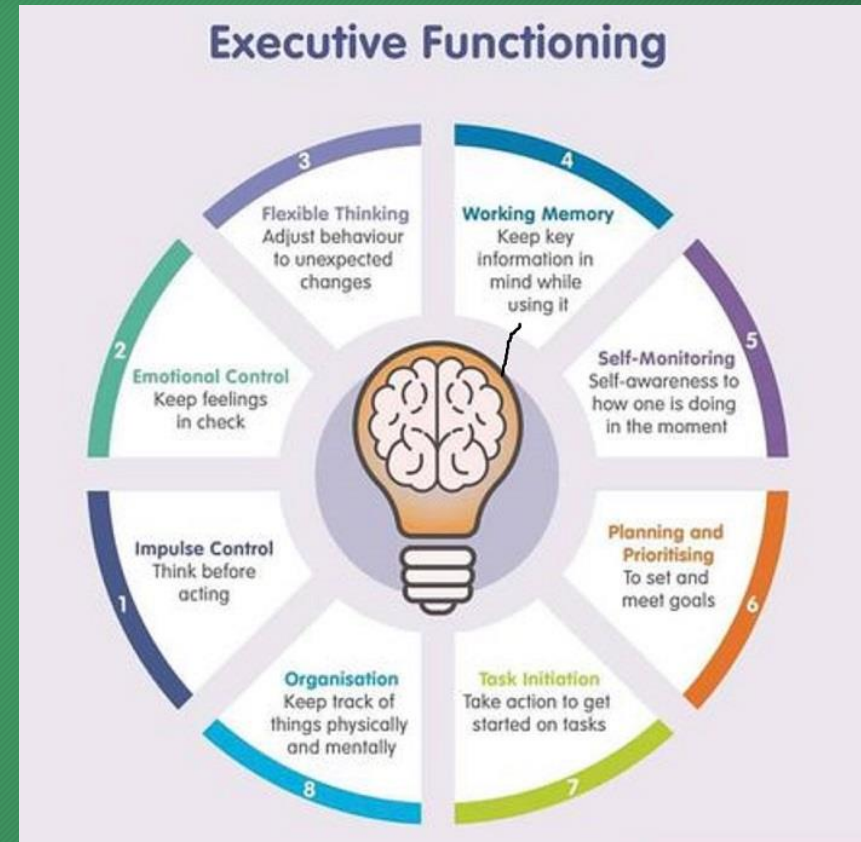 Executive Functioning
3
Flexible Thinking
Adjust behaviour
to unexpected
changes
4
Working Memory
Keep key
information in
mind while
using it
2
Emotional Control
Keep feelings
in check
5
Self-Monitoring
Self-awareness to
how one is doing
in the moment
1
Impulse Control
Think before
acting
Planning and
Prioritising
To set and
meet goals
6
Organisation
Keep track of
things physically
and mentally
8
Task Initiation
Take action to get
started on tasks
7